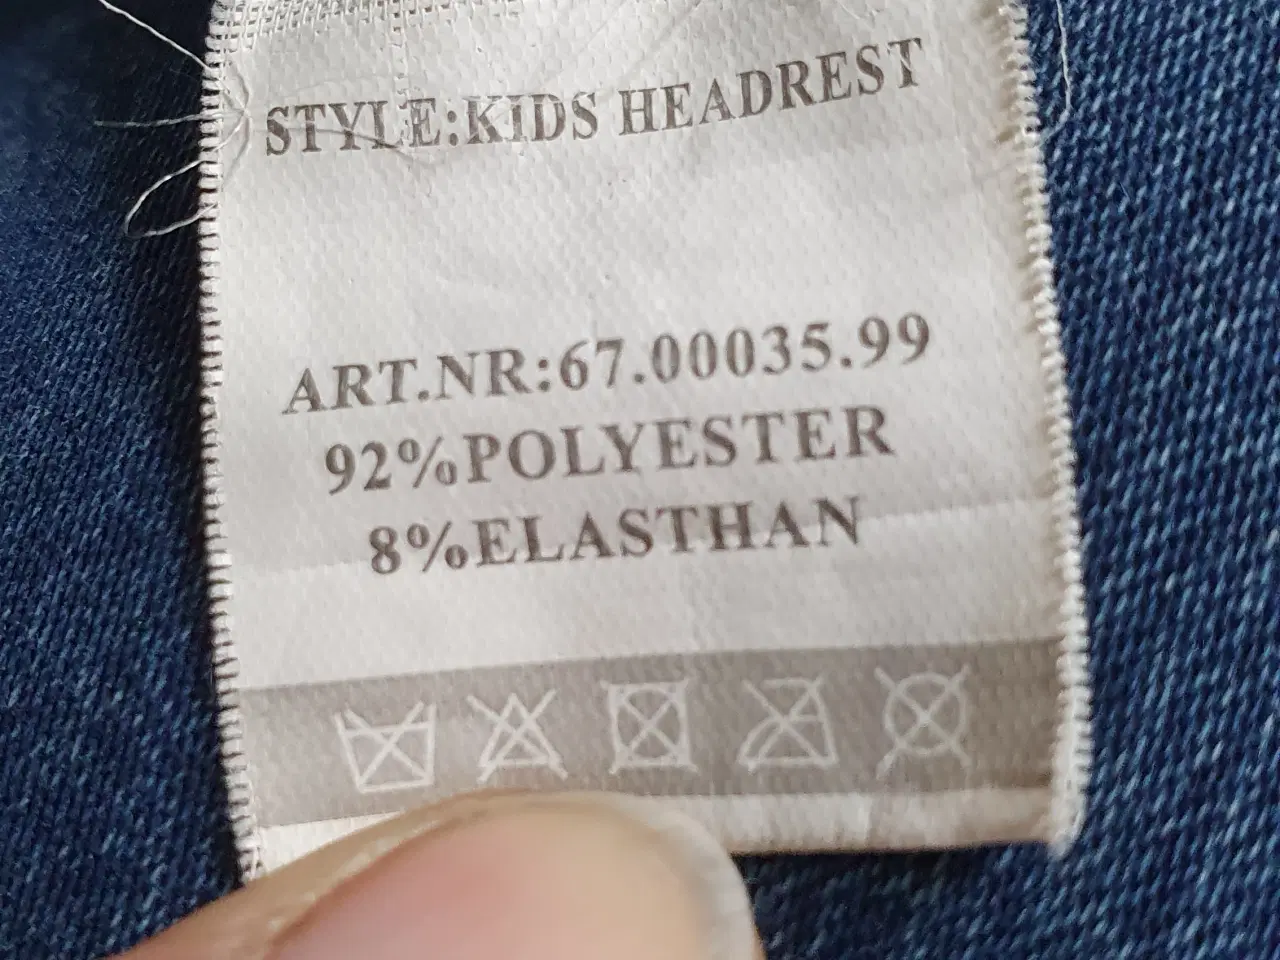 STYLE:KIDS HEADREST
ART.NR:67.00035.99
92%POLYESTER
8%ELASTHAN